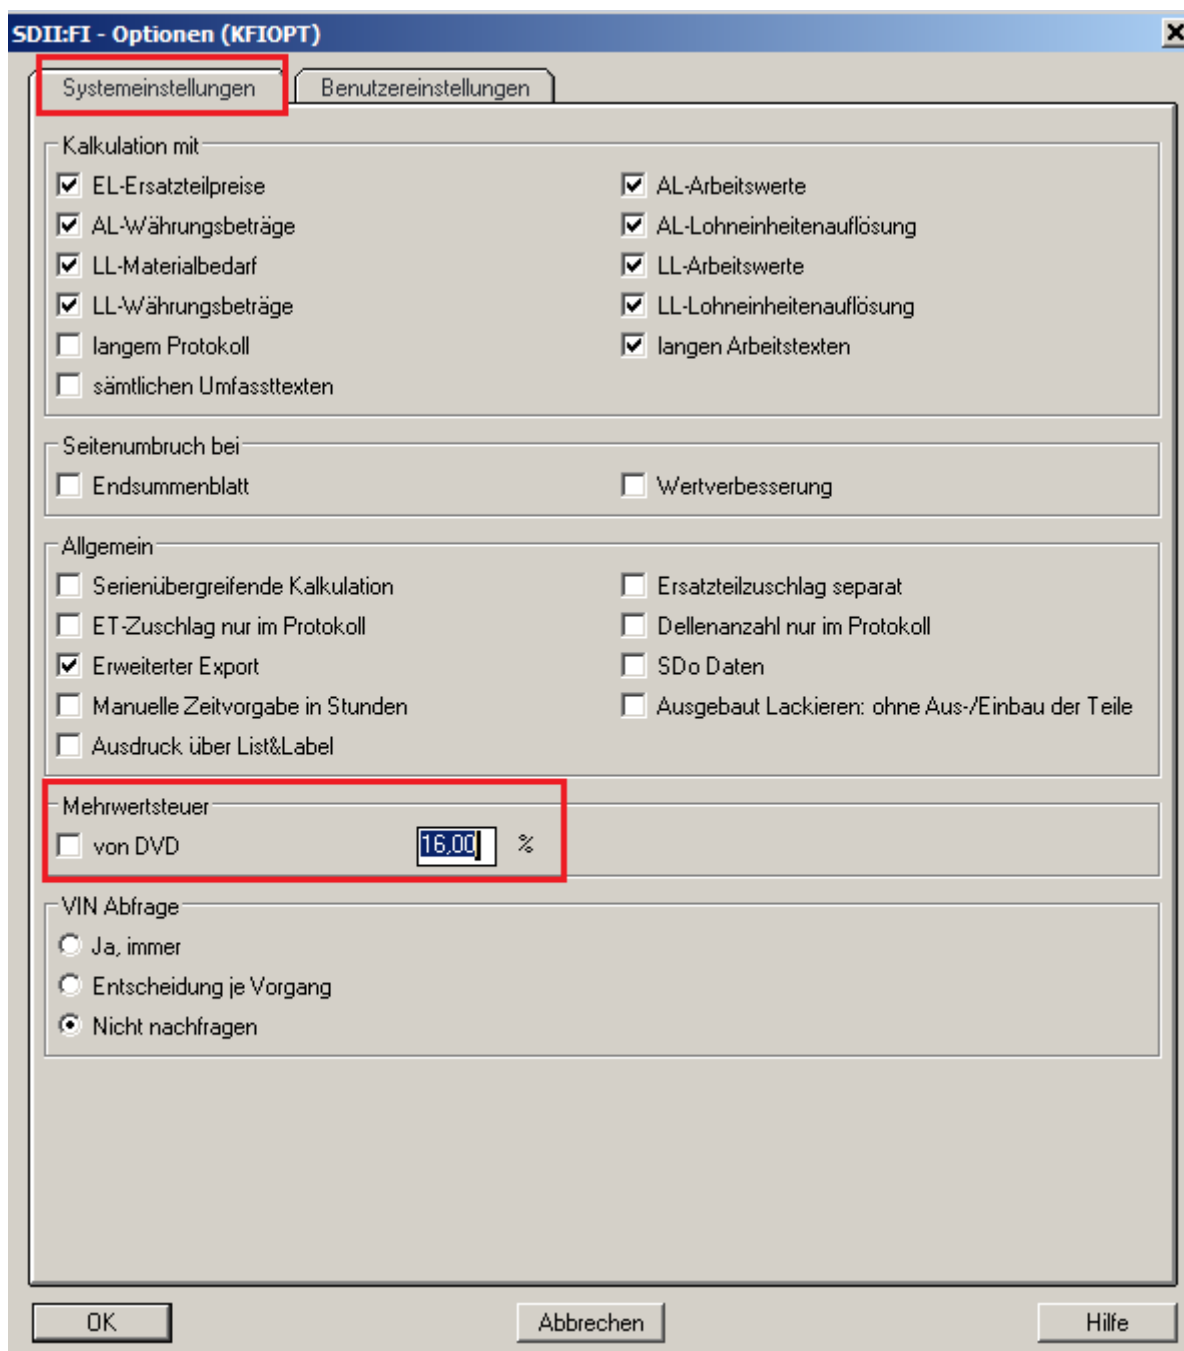 SDII:FI - Optionen (KFIOPT)
Systemeinstellungen Benutzereinstellungen
Kalkulation mit
EL-Ersatzteilpreise AL-Arbeitswerte
AL-Währungsbeträge AL-Lohneinheitenauflösung
LL-Materialbedarf LL-Arbeitswerte
LL-Währungsbeträge LL-Lohneinheitenauflösung
langem Protokoll langen Arbeitstexten
sämtlichen Umfassttexten
Seitenumbruch bei
Endsummenblatt Wertverbesserung
Allgemein
Serienübergreifende Kalkulation Ersatzteilzuschlag separat
ET-Zuschlag nur im Protokoll Dellenanzahl nur im Protokoll
Erweiterter Export SDo Daten
Manuelle Zeitvorgabe in Stunden Ausgebaut Lackieren: ohne Aus-/Einbau der Teile
Ausdruck über List&Label
Mehrwertsteuer
von DVD 16,00 %
VIN Abfrage
Ja, immer
Entscheidung je Vorgang
Nicht nachfragen
OK Abbrechen Hilfe